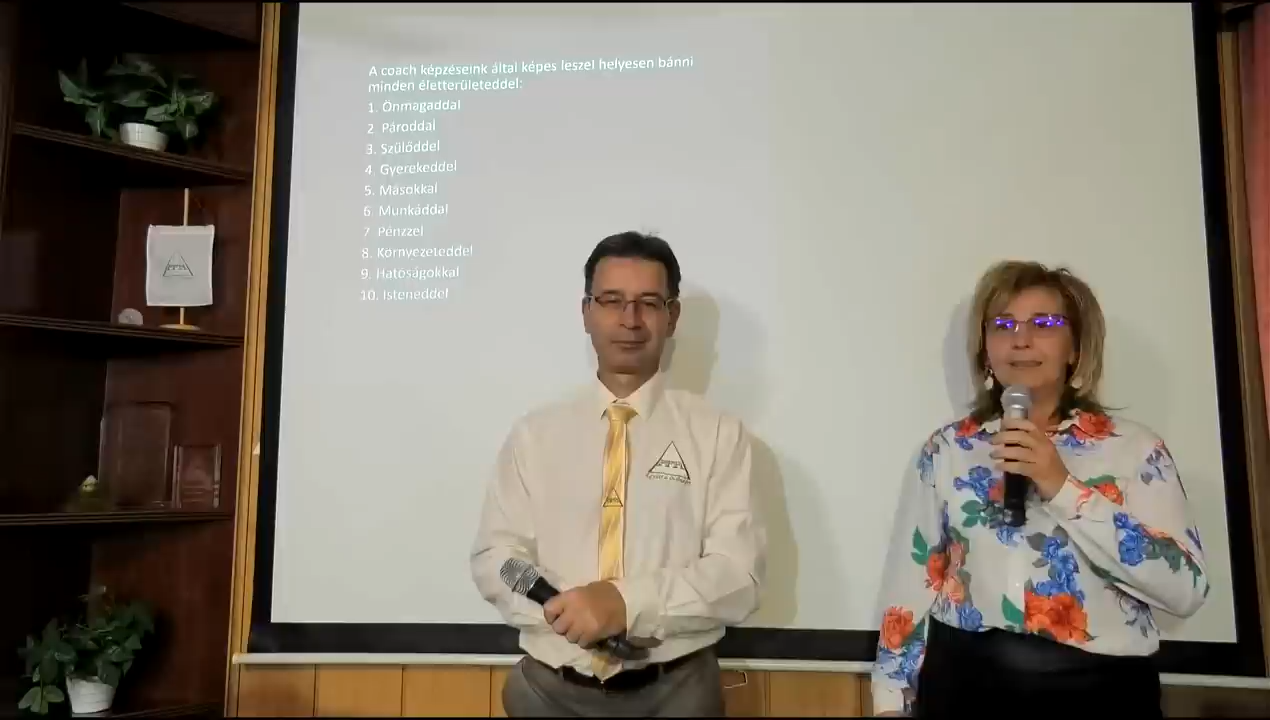 A coach képzéseink által képes leszel helyesen bánni
minden életterületeddel:
1. Önmagaddal
2 Pároddal
3. Szülőddel
4 Gyerekeddel
5. Másokkal
6 Munkáddal
7 Pénzzel
8. Környezeteddel
9. Hatóságokkal
10. Isteneddel